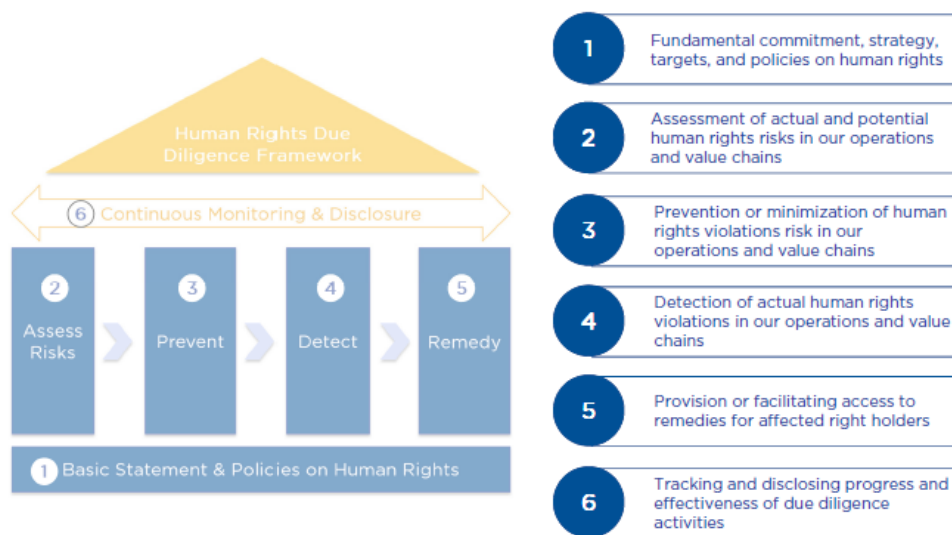 Human Rights Due
Diligence Framework
6 Continuous Monitoring & Disclosure
2
Assess
Risks
3
Prevent
4
Detect
5
Remedy
1 Basic Statement & Policies on Human Rights
1
Fundamental commitment, strategy,
targets, and policies on human rights
2
Assessment of actual and potential
human rights risks in our operations
and value chains
3
Prevention or minimization of human
rights violations risk in our
operations and value chains
4
Detection of actual human rights
violations in our operations and value
chains
5
Provision or facilitating access to
remedies for affected right holders
6
Tracking and disclosing progress and
effectiveness of due diligence
activities